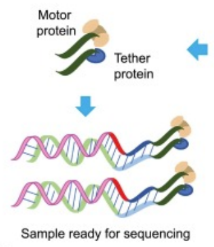 Motor
protein
Tether
protein
Sample ready for sequencing